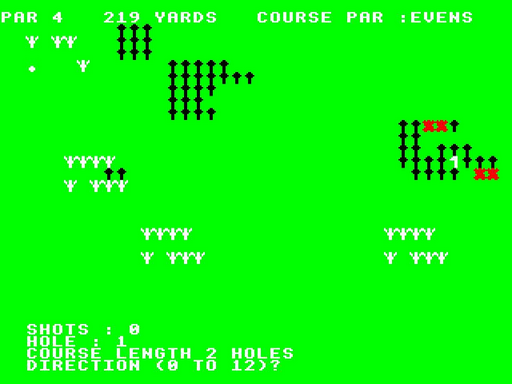 PAR 4 219 YARDS COURSE PAR :EVENS
1
SHOTS : 0
HOLE : 1
COURSE LENGTH 2 HOLES
DIRECTION (0 TO 12)?